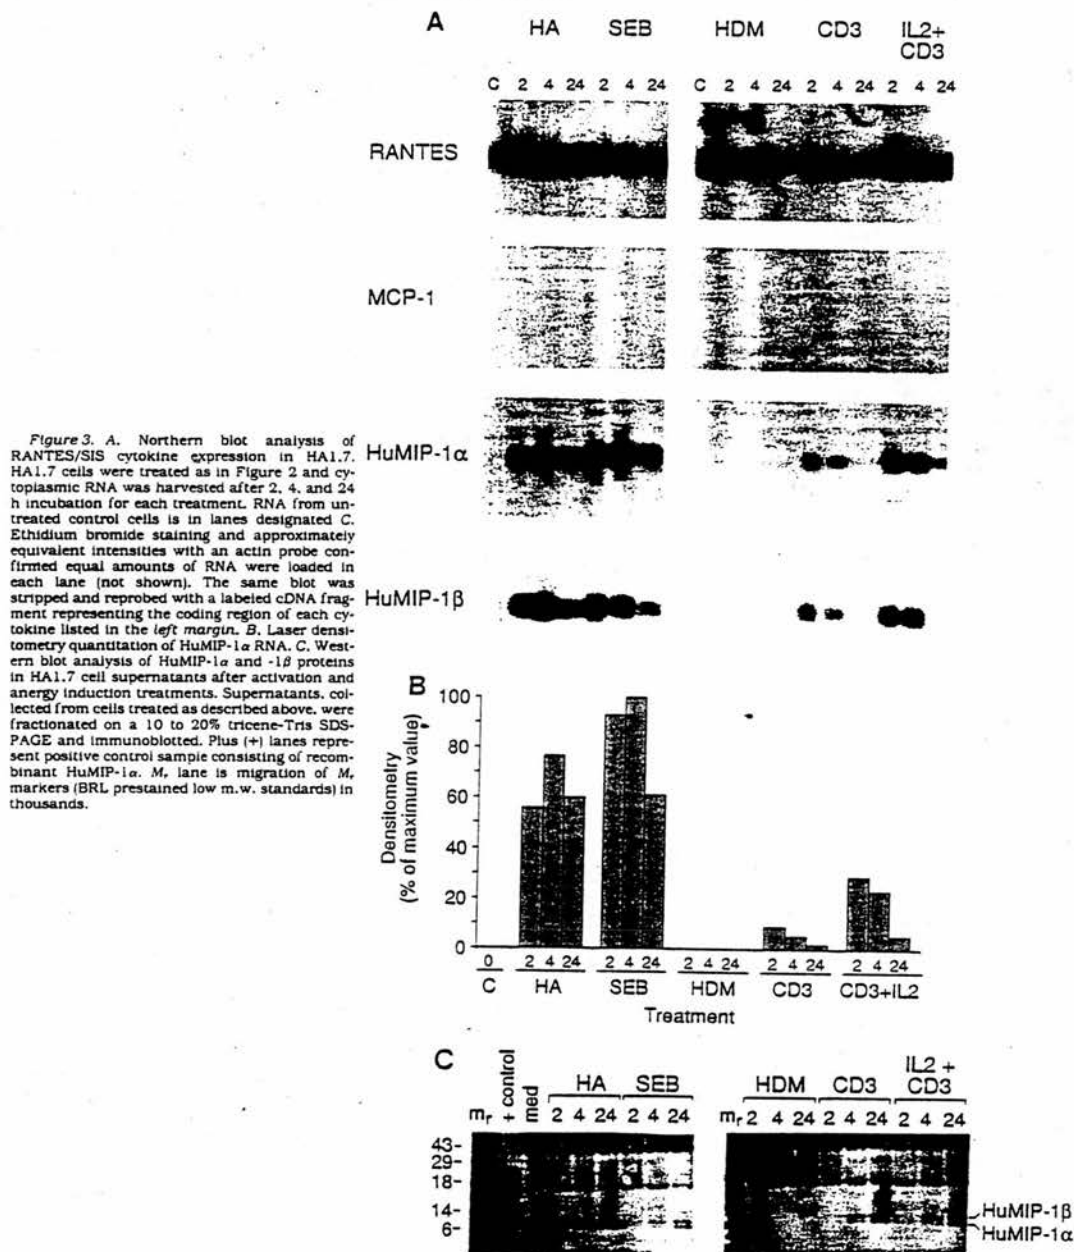 A
HA SEB HDM CD3 IL2+
CD3
C 2 4 24 2 4 24 2 4 24 2 4 24 2 4 24
RANTES
MCP-1
HuMIP-1α
HuMIP-1β
Figure 3. A. Northern blot analysis of
RANTES/SIS cytokine expression in HA1.7.
HA1.7 cells were treated as in Figure 2 and cy-
toplasmic RNA was harvested after 2, 4, and 24
h incubation for each treatment. RNA from un-
treated control cells is in lanes designated C.
Ethidium bromide staining and approximately
equivalent intensities with an actin probe con-
firmed equal amounts of RNA were loaded in
each lane (not shown). The same blot was
stripped and reprobed with a labeled cDNA frag-
ment representing the coding region of each cy-
tokine listed in the left margin. B. Laser densi-
tometry quantitation of HuMIP-1α RNA. C. West-
ern blot analysis of HuMIP-1α and -1β proteins
in HA1.7 cell supernatants after activation and
anergy induction treatments. Supernatants, col-
lected from cells treated as described above, were
fractionated on a 10 to 20% tricene-Tris SDS-
PAGE and immunoblotted. Plus (+) lanes repre-
sent positive control sample consisting of recom-
binant HuMIP-1α. Mr lane is migration of Mr
markers (BRL prestained low m.w. standards) in
thousands.
B
Densitometry
(% of maximum value)
100
80
60
40
20
0
0 2 4 24 2 4 24 2 4 24 2 4 24 2 4 24
C HA SEB HDM CD3 CD3+IL2
Treatment
C
IL2 +
HA SEB HDM CD3 CD3
mr + control med 2 4 24 2 4 24 mr 2 4 24 2 4 24 2 4 24
43-
29-
18-
14-
6-
HuMIP-1β
HuMIP-1α